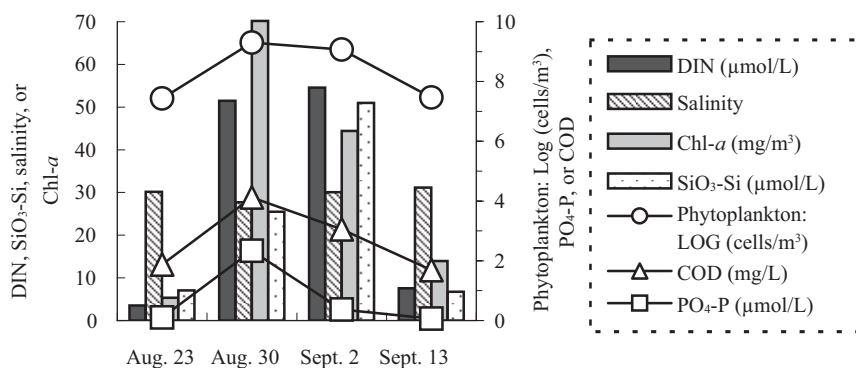 DIN, SiO₃-Si, salinity, or
Chl-a
70
60
50
40
30
20
10
0
Aug. 23
Aug. 30
Sept. 2
Sept. 13
10
8
6
4
2
0
Phytoplankton: Log (cells/m³),
PO₄-P, or COD
DIN (µmol/L)
Salinity
Chl-a (mg/m³)
SiO₃-Si (µmol/L)
Phytoplankton:
LOG (cells/m³)
COD (mg/L)
PO₄-P (µmol/L)